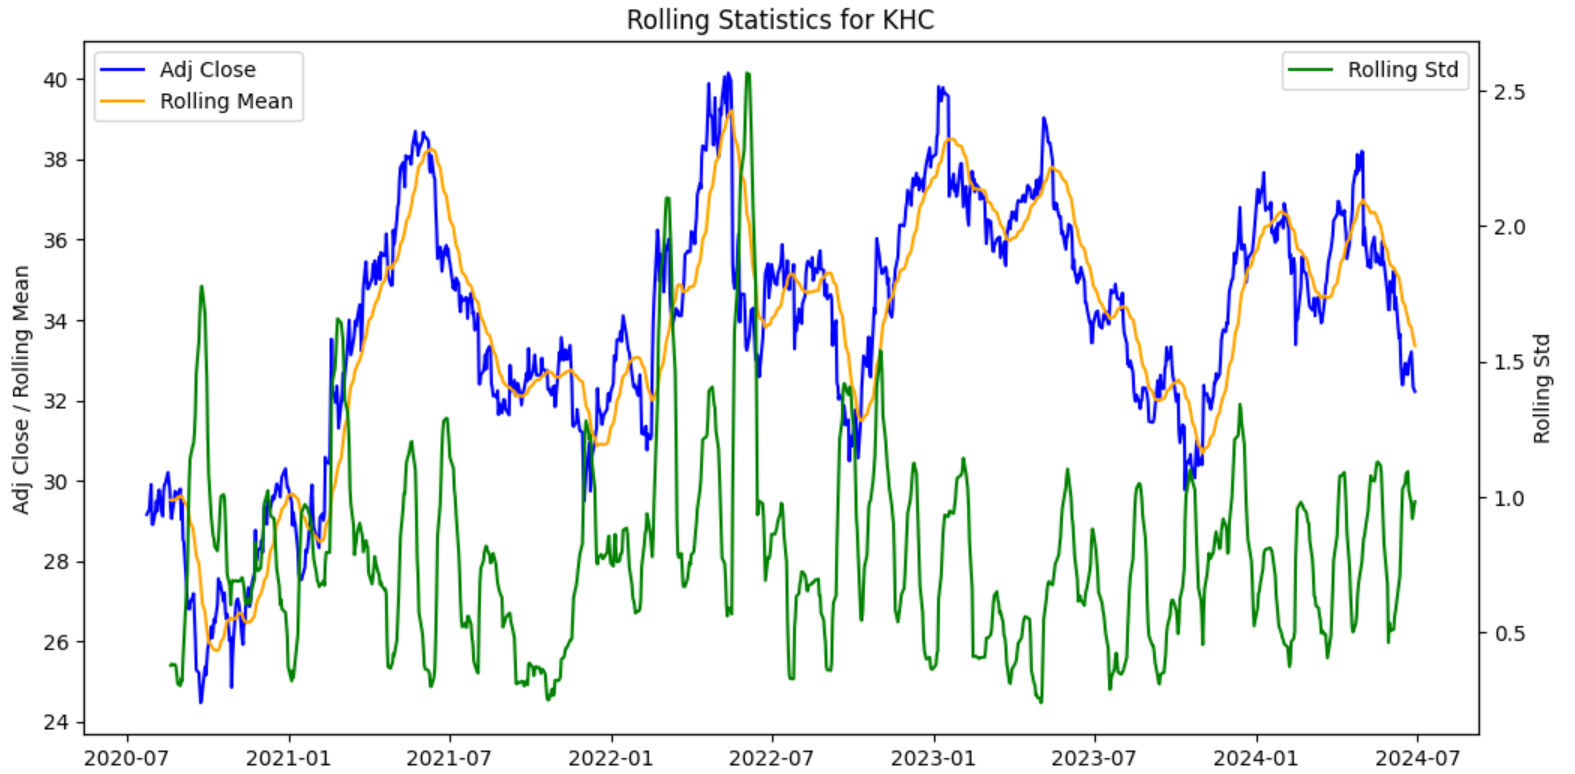 Rolling Statistics for KHC
Adj Close
Rolling Mean
Rolling Std
Adj Close / Rolling Mean
40
38
36
34
32
30
28
26
24
2.5
2.0
1.5
1.0
0.5
Rolling Std
2020-07 2021-01 2021-07 2022-01 2022-07 2023-01 2023-07 2024-01 2024-07